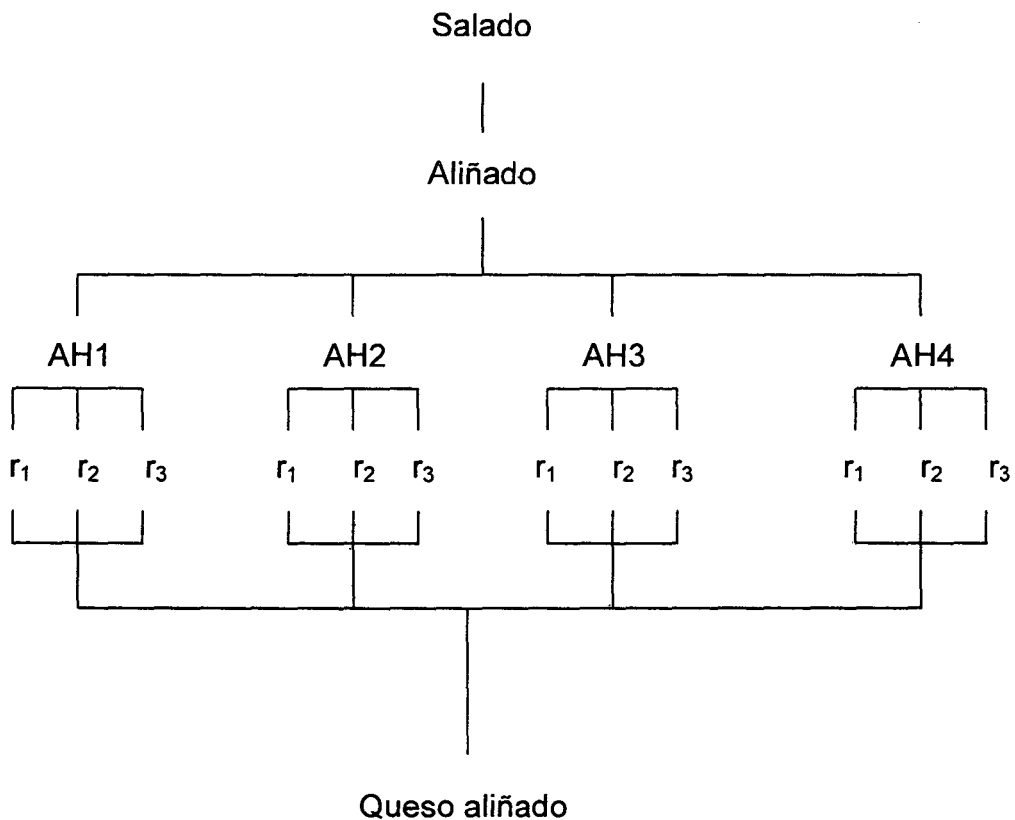 Salado
Aliñado
AH1 AH2 AH3 AH4
r₁ r₂ r₃ r₁ r₂ r₃ r₁ r₂ r₃ r₁ r₂ r₃
Queso aliñado